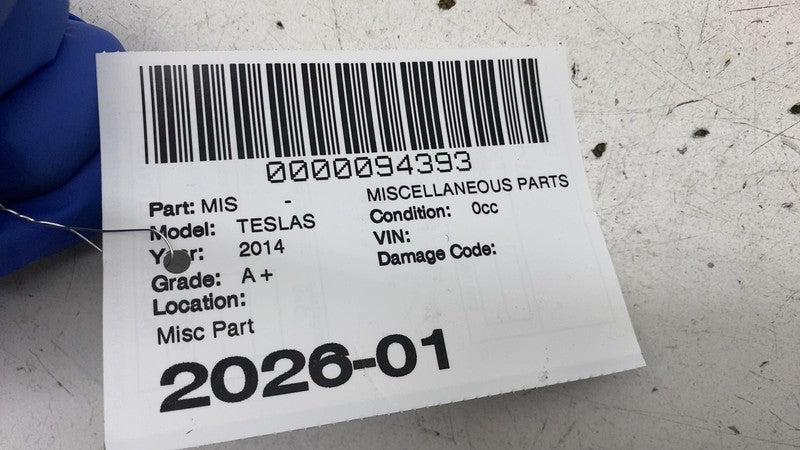 0000094393
Part: MIS - MISCELLANEOUS PARTS
Model: TESLAS Condition: 0cc
Year: 2014 VIN:
Grade: A+ Damage Code:
Location:
Misc Part
2026-01